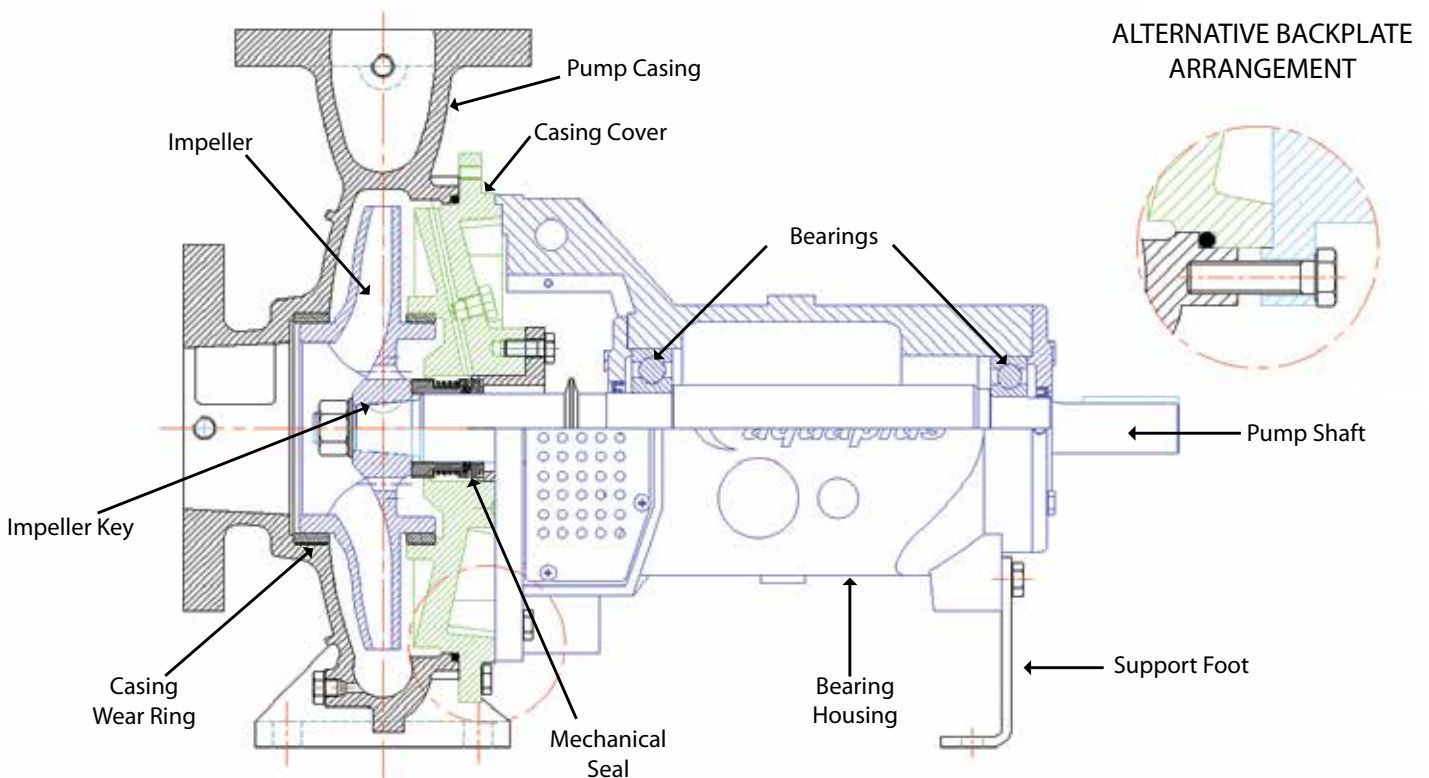 ALTERNATIVE BACKPLATE
ARRANGEMENT
Pump Casing
Casing Cover
Impeller
Bearings
Pump Shaft
Impeller Key
aquaplus
Casing
Wear Ring
Mechanical
Seal
Bearing
Housing
Support Foot